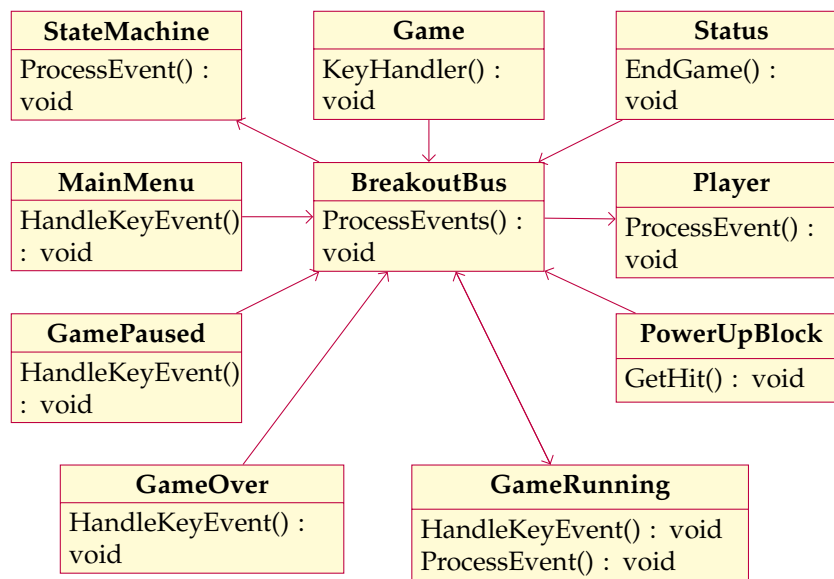 StateMachine
ProcessEvent() :
void
Game
KeyHandler() :
void
Status
EndGame() :
void
MainMenu
HandleKeyEvent()
: void
BreakoutBus
ProcessEvents() :
void
Player
ProcessEvent() :
void
GamePaused
HandleKeyEvent()
: void
PowerUpBlock
GetHit() : void
GameOver
HandleKeyEvent() :
void
GameRunning
HandleKeyEvent() : void
ProcessEvent() : void